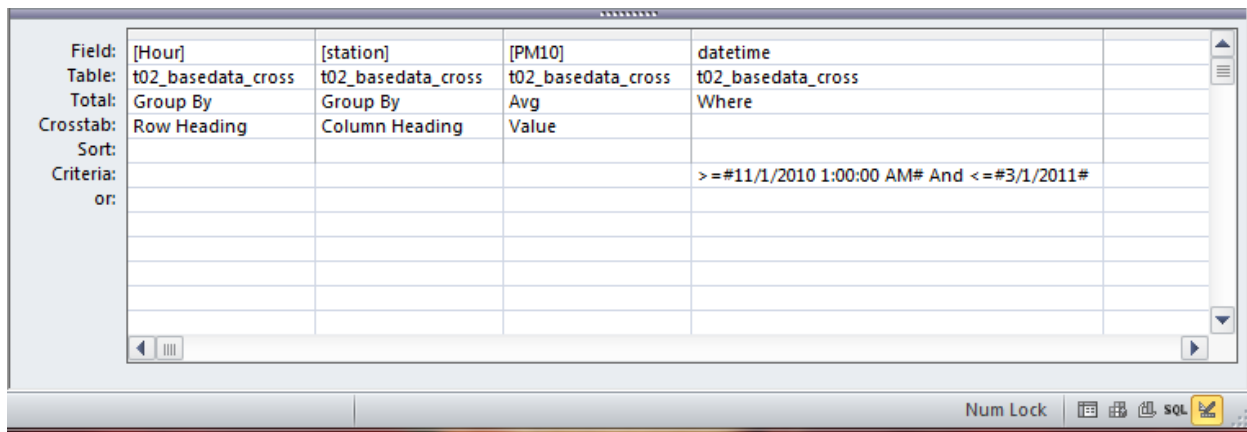 Field: [Hour] [station] [PM10] datetime
Table: t02_basedata_cross t02_basedata_cross t02_basedata_cross t02_basedata_cross
Total: Group By Group By Avg Where
Crosstab: Row Heading Column Heading Value
Sort:
Criteria: >=#11/1/2010 1:00:00 AM# And <=#3/1/2011#
or:
Num Lock SQL